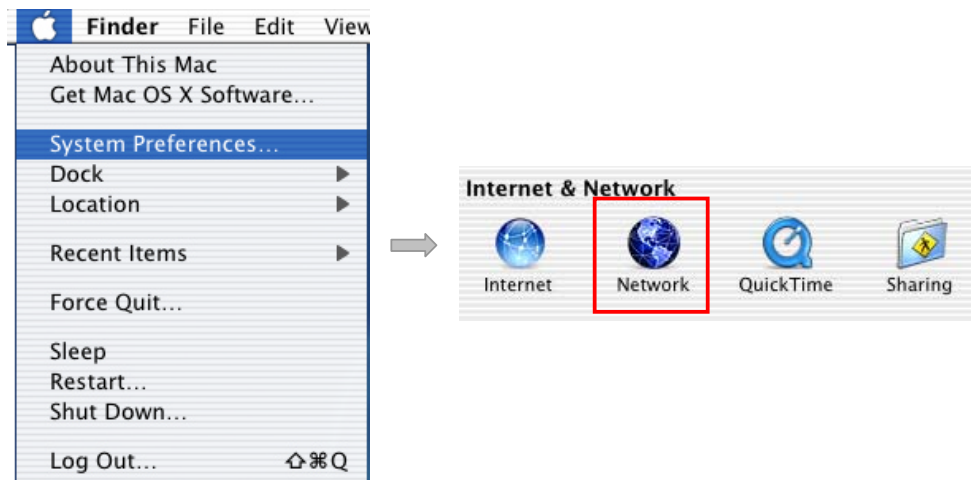 Finder File Edit View
About This Mac
Get Mac OS X Software...
System Preferences...
Dock
Location
Recent Items
Force Quit...
Sleep
Restart...
Shut Down...
Log Out... ⇧⌘Q
Internet & Network
Internet Network QuickTime Sharing